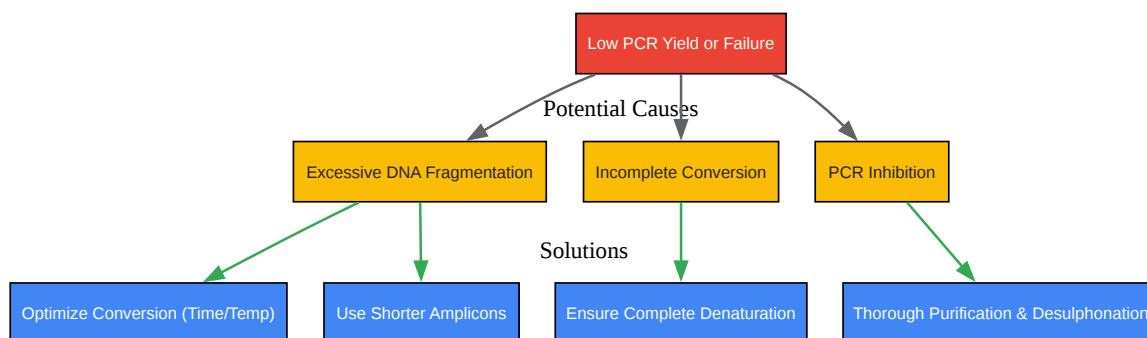 Low PCR Yield or Failure
Potential Causes
Excessive DNA Fragmentation
Incomplete Conversion
PCR Inhibition
Solutions
Optimize Conversion (Time/Temp)
Use Shorter Amplicons
Ensure Complete Denaturation
Thorough Purification & Desulphonation